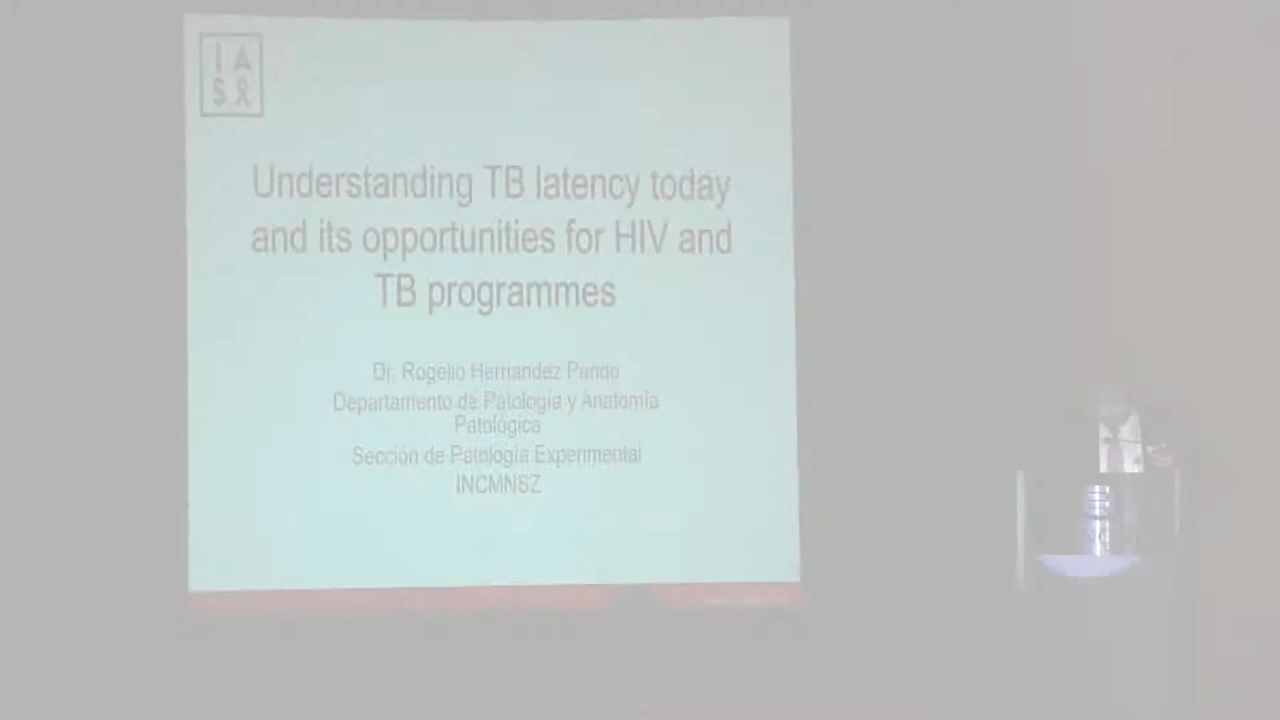 IA
S
Understanding TB latency today
and its opportunities for HIV and
TB programmes
Dr. Rogelio Hernandez Pando
Departamento de Patología y Anatomía
Patológica
Sección de Patología Experimental
INCMNSZ